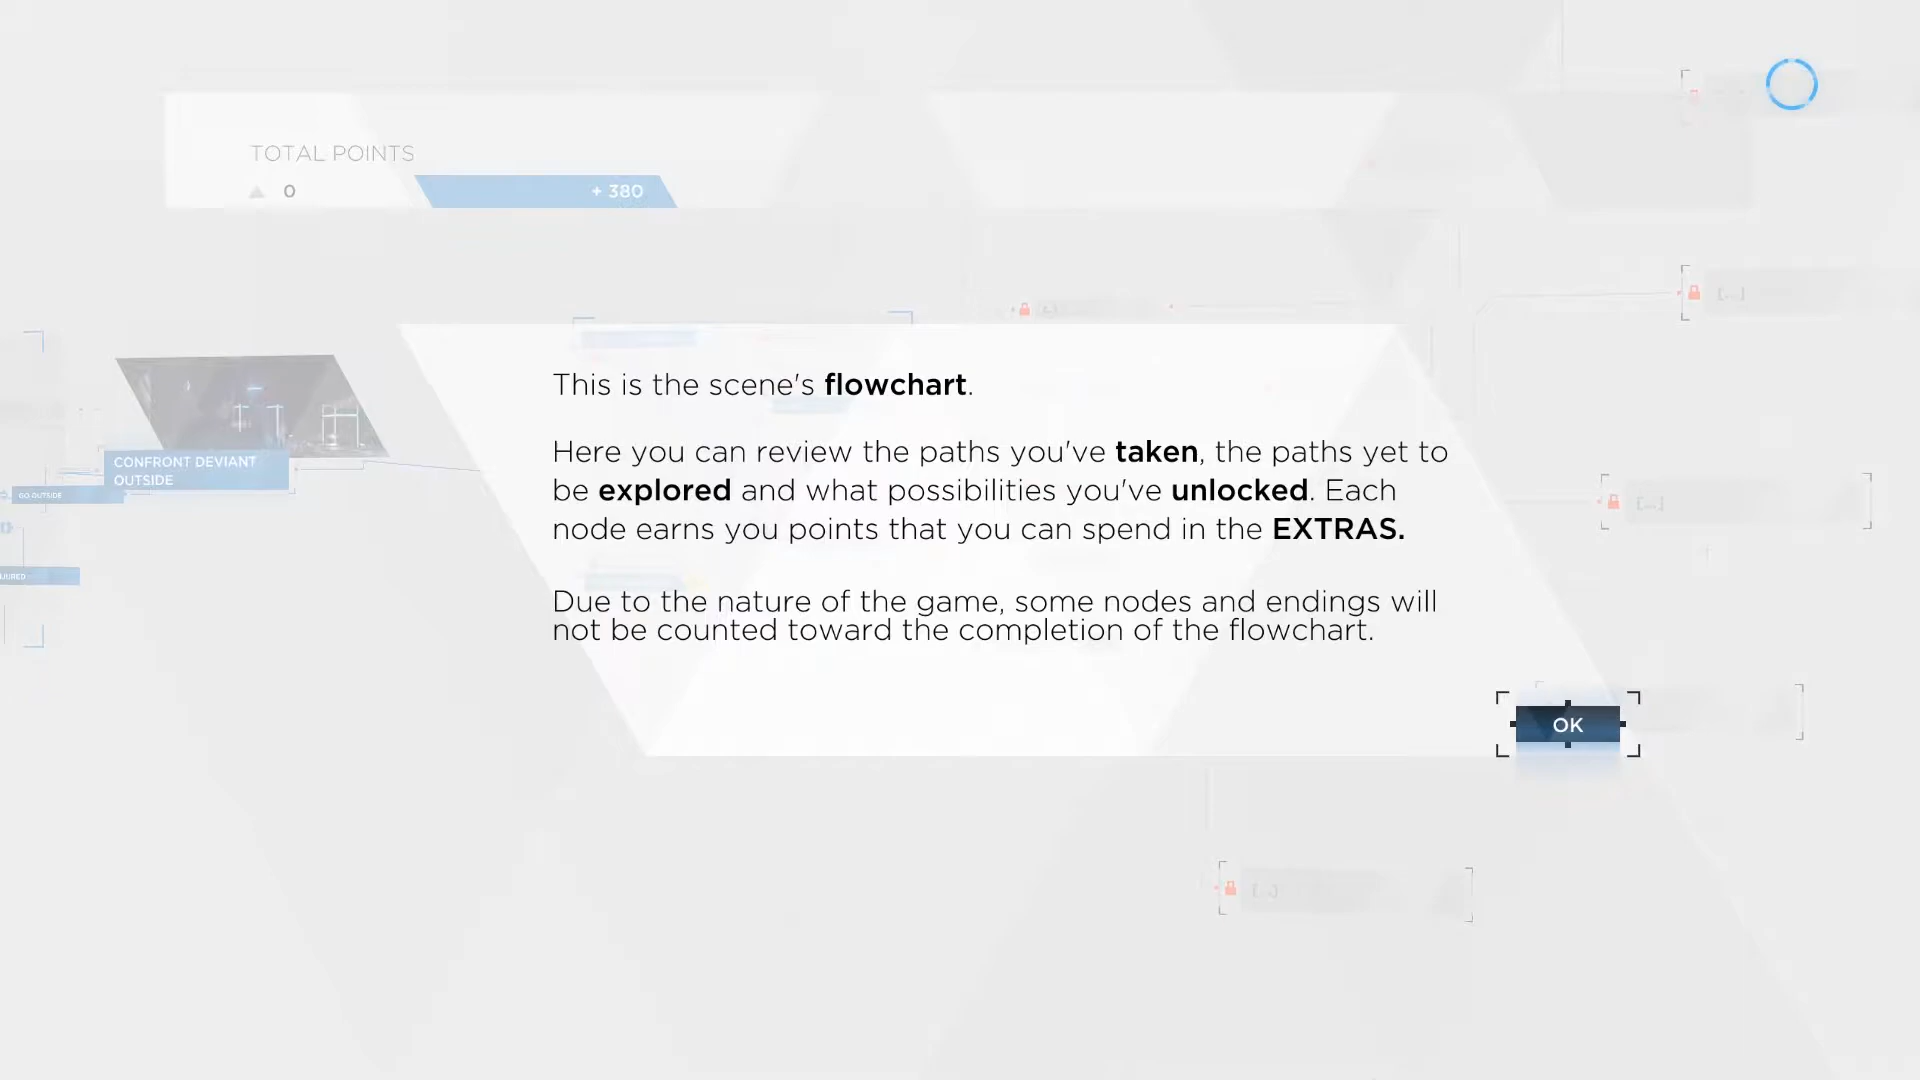 TOTAL POINTS
0
+ 380
This is the scene's flowchart.
Here you can review the paths you've taken, the paths yet to
be explored and what possibilities you've unlocked. Each
node earns you points that you can spend in the EXTRAS.
Due to the nature of the game, some nodes and endings will
not be counted toward the completion of the flowchart.
CONFRONT DEVIANT
OUTSIDE
GO OUTSIDE
[...]
[...]
[...]
[...]
OK